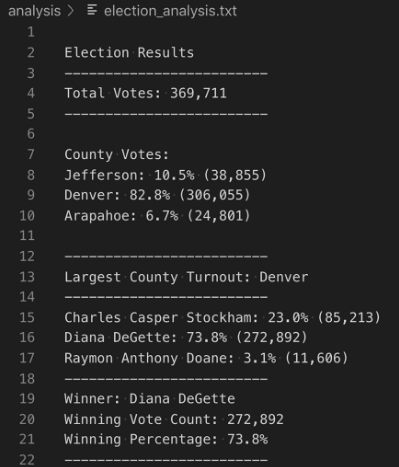 analysis > election_analysis.txt
1
2 Election Results
3 -------------------------
4 Total Votes: 369,711
5 -------------------------
6
7 County Votes:
8 Jefferson: 10.5% (38,855)
9 Denver: 82.8% (306,055)
10 Arapahoe: 6.7% (24,801)
11
12 -------------------------
13 Largest County Turnout: Denver
14 -------------------------
15 Charles Casper Stockham: 23.0% (85,213)
16 Diana DeGette: 73.8% (272,892)
17 Raymon Anthony Doane: 3.1% (11,606)
18 -------------------------
19 Winner: Diana DeGette
20 Winning Vote Count: 272,892
21 Winning Percentage: 73.8%
22 -------------------------